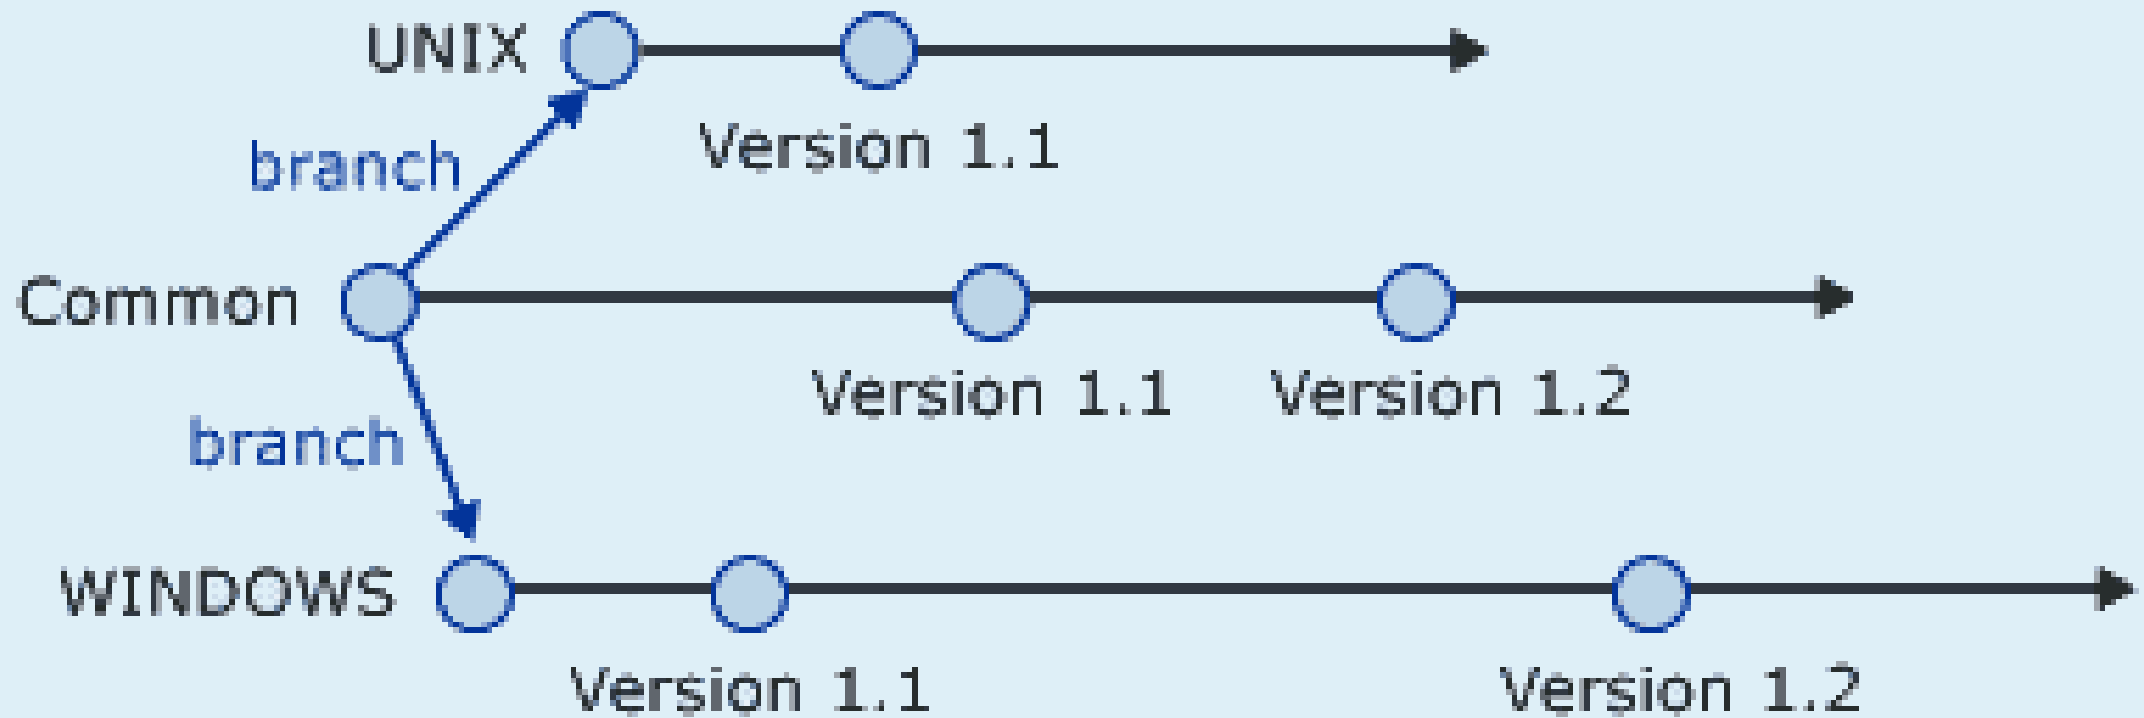 UNIX
branch
Version 1.1
Common
Version 1.1
Version 1.2
branch
WINDOWS
Version 1.1
Version 1.2